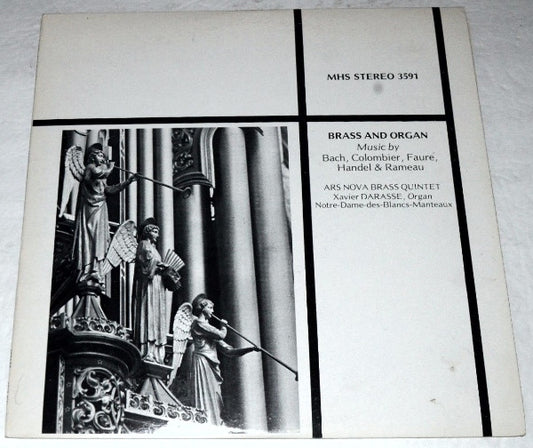 MHS STEREO 3591
BRASS AND ORGAN
Music by
Bach, Colombier, Fauré,
Handel & Rameau
ARS NOVA BRASS QUINTET
Xavier DARASSE, Organ
Notre-Dame-des-Blancs-Manteaux